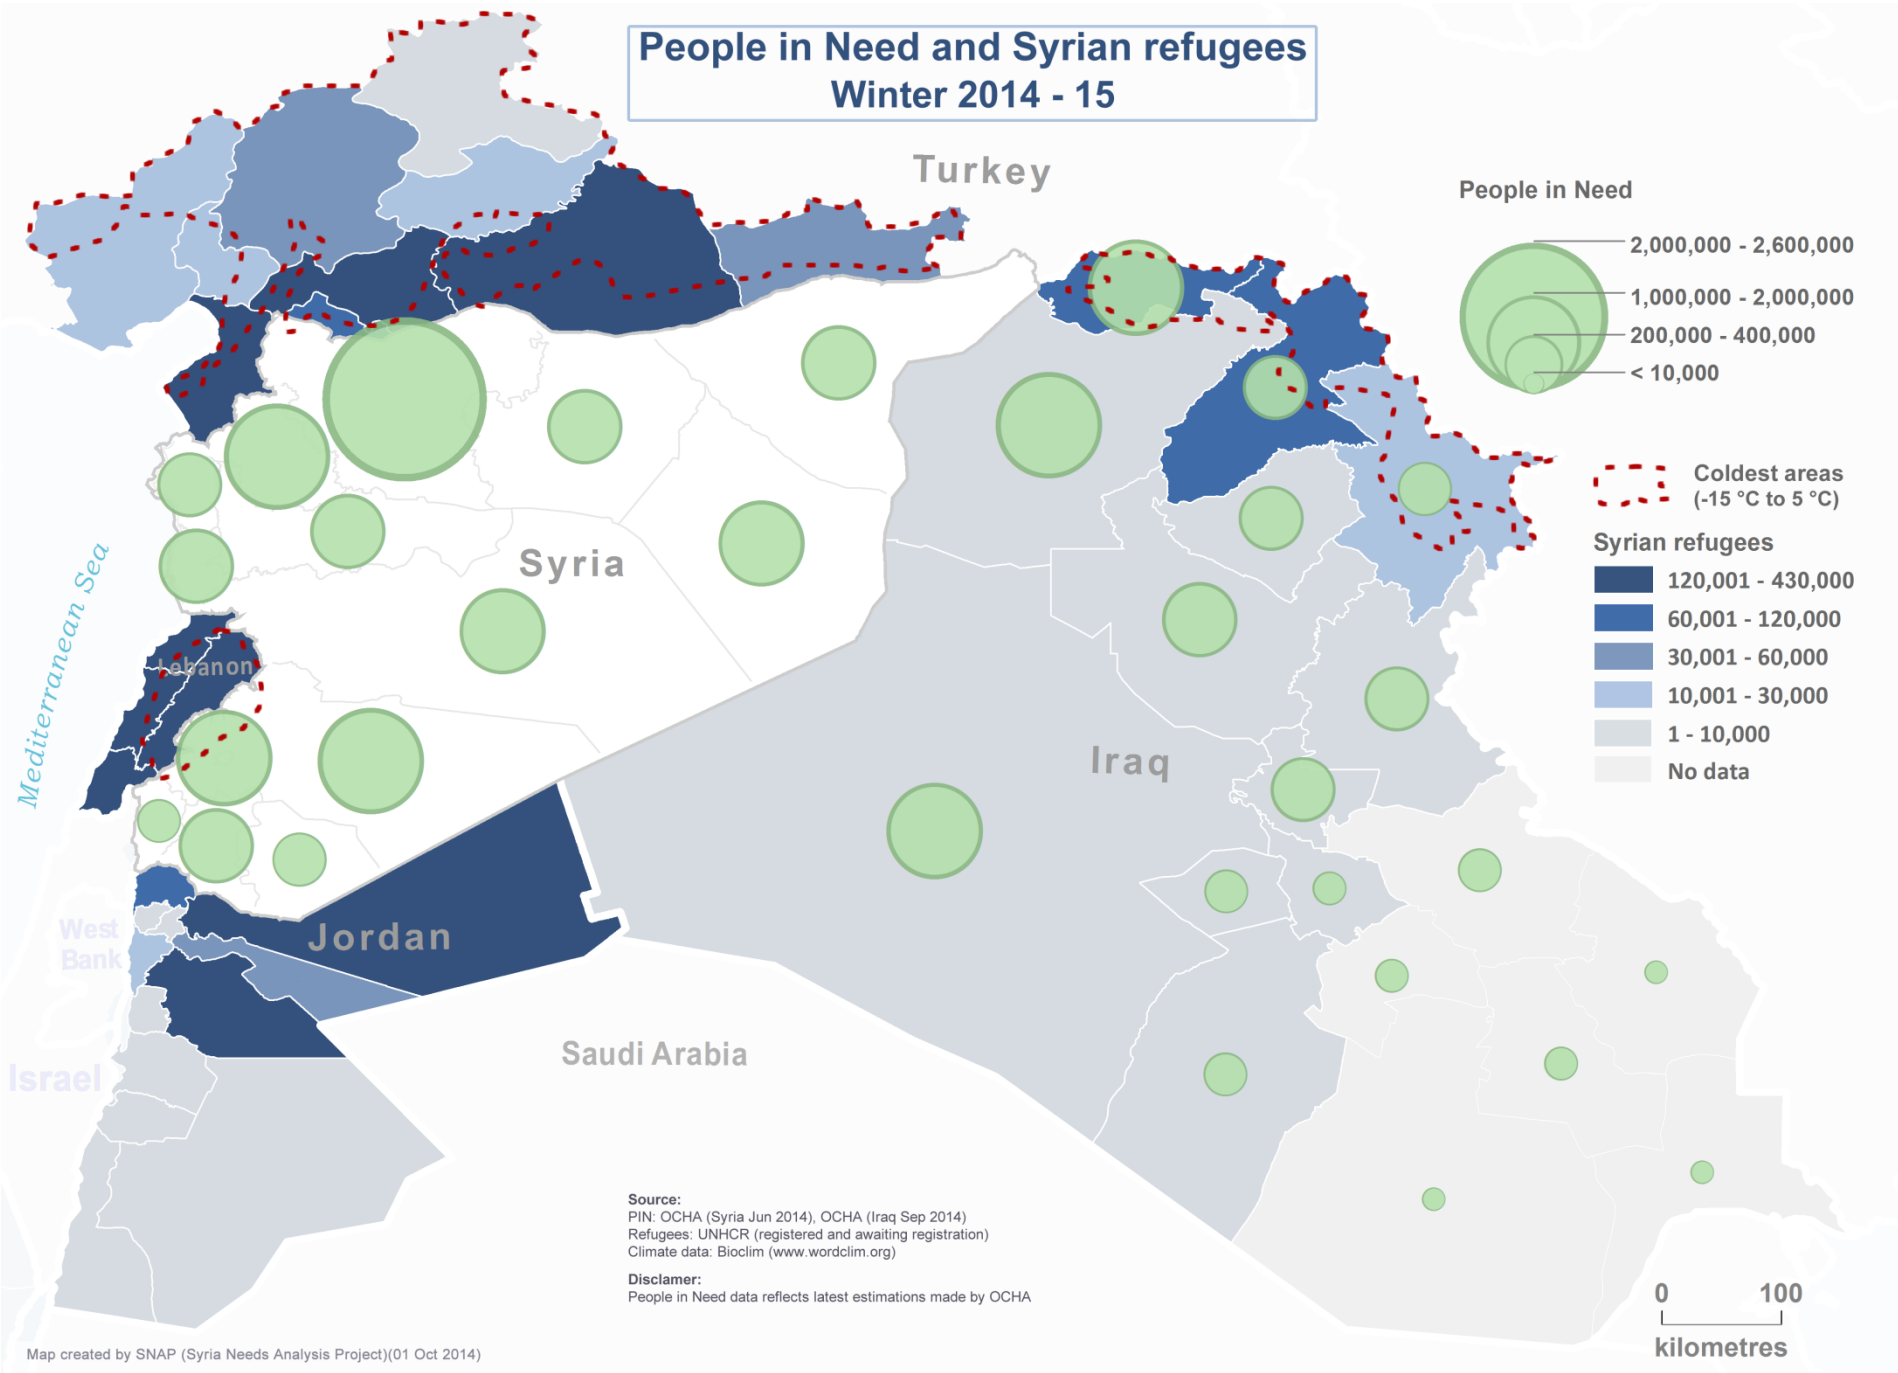 People in Need and Syrian refugees
Winter 2014 - 15
Turkey
People in Need
2,000,000 - 2,600,000
1,000,000 - 2,000,000
200,000 - 400,000
< 10,000
Coldest areas
(-15 °C to 5 °C)
Syrian refugees
120,001 - 430,000
60,001 - 120,000
30,001 - 60,000
10,001 - 30,000
1 - 10,000
No data
Mediterranean Sea
Syria
Lebanon
Iraq
Jordan
West
Bank
Israel
Saudi Arabia
Source:
PIN: OCHA (Syria Jun 2014), OCHA (Iraq Sep 2014)
Refugees: UNHCR (registered and awaiting registration)
Climate data: Bioclim (www.wordclim.org)
Disclamer:
People in Need data reflects latest estimations made by OCHA
0 100
kilometres
Map created by SNAP (Syria Needs Analysis Project)(01 Oct 2014)